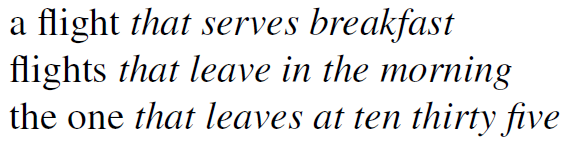 a flight that serves breakfast
flights that leave in the morning
the one that leaves at ten thirty five